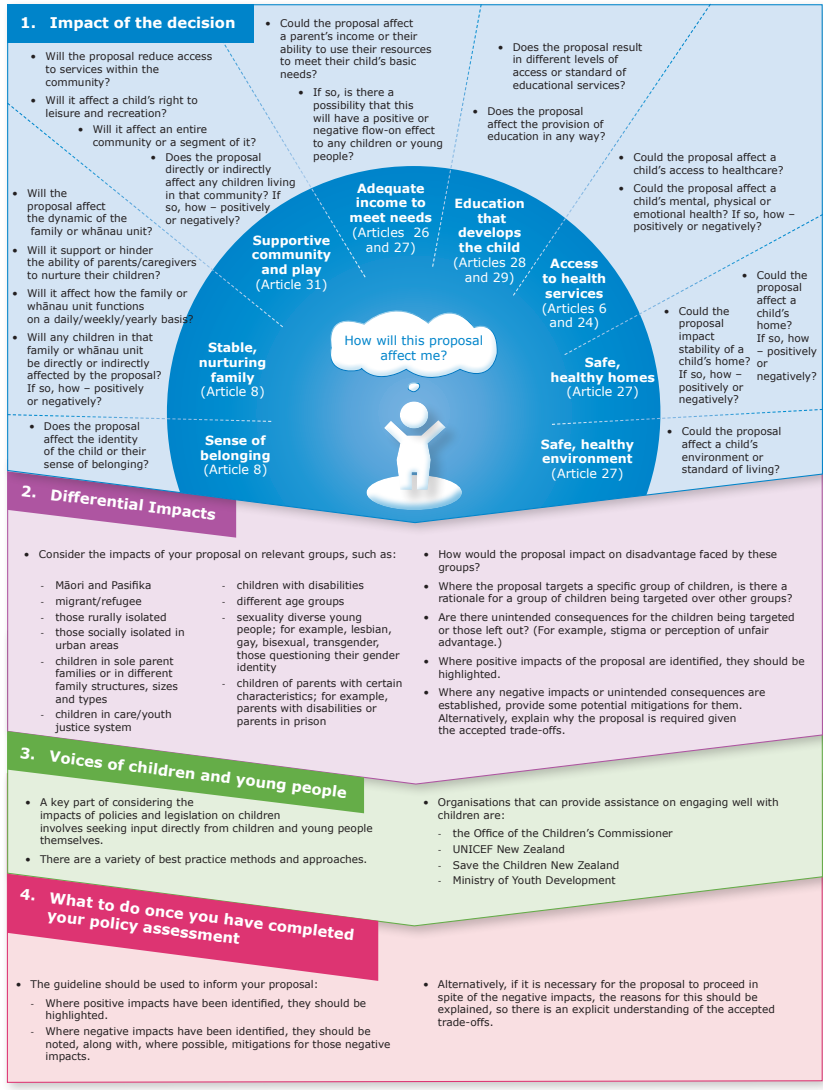 1. Impact of the decision
• Will the proposal reduce access
to services within the
community?
• Will it affect a child's right to
leisure and recreation?
• Will it affect an entire
community or a segment of it?
• Does the proposal
directly or indirectly
affect any children living
in that community? If
so, how – positively
or negatively?
• Could the proposal affect
a parent's income or their
ability to use their resources
to meet their child's basic
needs?
• If so, is there a
possibility that this
will have a positive or
negative flow-on effect
to any children or young
people?
• Does the proposal result
in different levels of
access or standard of
educational services?
• Does the proposal
affect the provision of
education in any way?
• Could the proposal affect a
child's access to healthcare?
• Could the proposal affect a
child's mental, physical or
emotional health? If so, how –
positively or negatively?
• Will the
proposal affect
the dynamic of the
family or whānau unit?
• Will it support or hinder
the ability of parents/caregivers
to nurture their children?
• Will it affect how the family or
whānau unit functions
on a daily/weekly/yearly basis?
• Will any children in that
family or whānau unit
be directly or indirectly
affected by the proposal?
If so, how – positively
or negatively?
• Does the proposal
affect the identity
of the child or their
sense of belonging?
• Could the
proposal
impact
stability of a
child's home?
If so, how –
positively or
negatively?
• Could the
proposal
affect a
child's
home?
If so, how
– positively
or
negatively?
• Could the proposal
affect a child's
environment or
standard of living?
Sense of
belonging
(Article 8)
Stable,
nurturing
family
(Article 8)
Supportive
community
and play
(Article 31)
Adequate
income to
meet needs
(Articles 26
and 27)
Education
that
develops
the child
(Articles 28
and 29)
Access
to health
services
(Articles 6
and 24)
Safe,
healthy homes
(Article 27)
Safe, healthy
environment
(Article 27)
How will this proposal
affect me?
2. Differential Impacts
• Consider the impacts of your proposal on relevant groups, such as:
- Māori and Pasifika
- migrant/refugee
- those rurally isolated
- those socially isolated in
urban areas
- children in sole parent
families or in different
family structures, sizes
and types
- children in care/youth
justice system
- children with disabilities
- different age groups
- sexuality diverse young
people; for example, lesbian,
gay, bisexual, transgender,
those questioning their gender
identity
- children of parents with certain
characteristics; for example,
parents with disabilities or
parents in prison
• How would the proposal impact on disadvantage faced by these
groups?
• Where the proposal targets a specific group of children, is there a
rationale for a group of children being targeted over other groups?
• Are there unintended consequences for the children being targeted
or those left out? (For example, stigma or perception of unfair
advantage.)
• Where positive impacts of the proposal are identified, they should be
highlighted.
• Where any negative impacts or unintended consequences are
established, provide some potential mitigations for them.
Alternatively, explain why the proposal is required given
the accepted trade-offs.
3. Voices of children and young people
• A key part of considering the
impacts of policies and legislation on children
involves seeking input directly from children and young people
themselves.
• There are a variety of best practice methods and approaches.
• Organisations that can provide assistance on engaging well with
children are:
- the Office of the Children's Commissioner
- UNICEF New Zealand
- Save the Children New Zealand
- Ministry of Youth Development
4. What to do once you have completed
your policy assessment
• The guideline should be used to inform your proposal:
- Where positive impacts have been identified, they should be
highlighted.
- Where negative impacts have been identified, they should be
noted, along with, where possible, mitigations for those negative
impacts.
• Alternatively, if it is necessary for the proposal to proceed in
spite of the negative impacts, the reasons for this should be
explained, so there is an explicit understanding of the accepted
trade-offs.